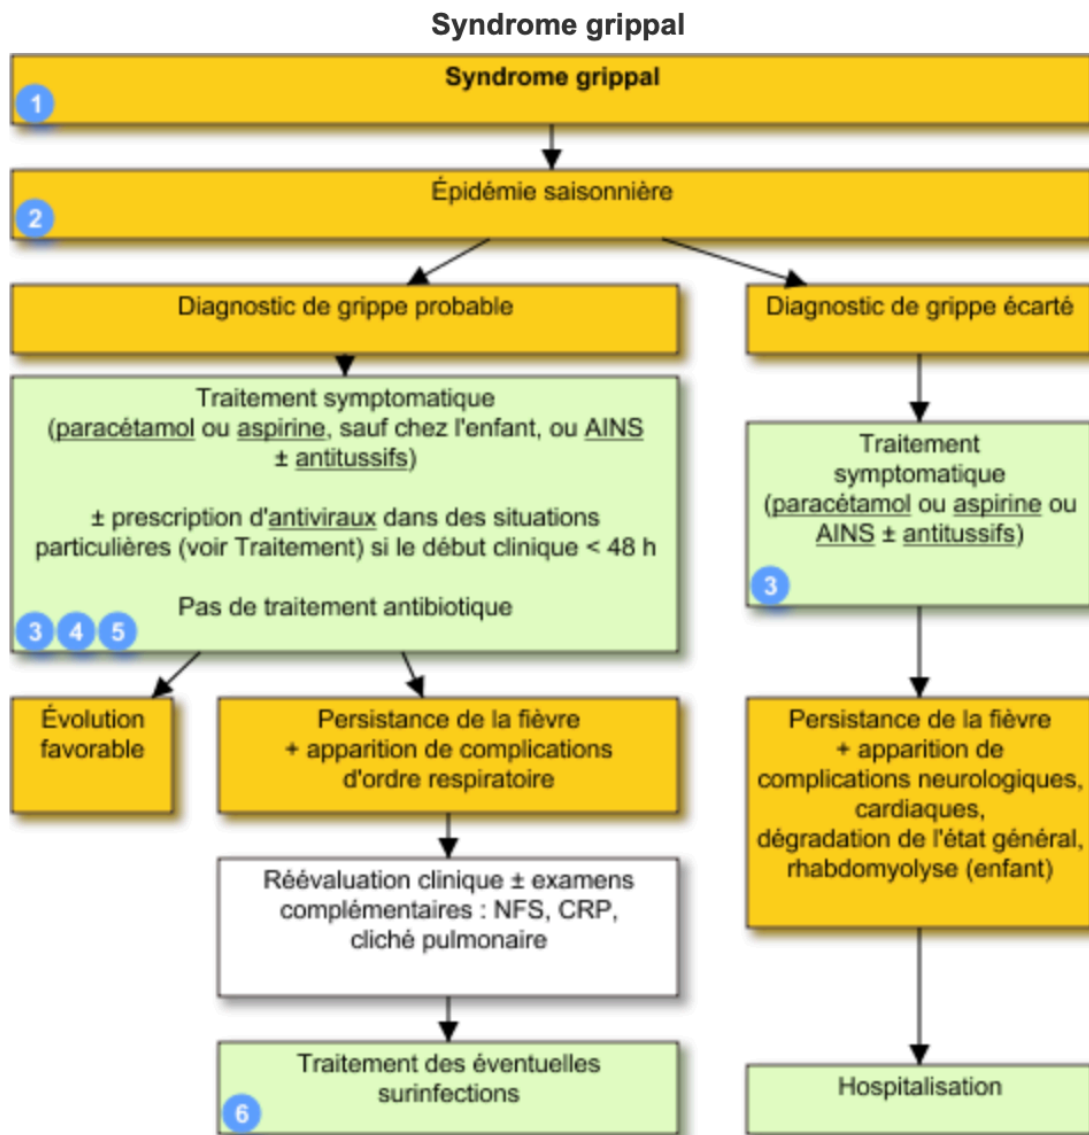 Syndrome grippal
Syndrome grippal
1
Épidémie saisonnière
2
Diagnostic de grippe probable
Diagnostic de grippe écarté
Traitement symptomatique
(paracétamol ou aspirine, sauf chez l'enfant, ou AINS
± antitussifs)
± prescription d'antiviraux dans des situations
particulières (voir Traitement) si le début clinique < 48 h
Pas de traitement antibiotique
3 4 5
Traitement
symptomatique
(paracétamol ou aspirine ou
AINS ± antitussifs)
3
Évolution
favorable
Persistance de la fièvre
+ apparition de complications
d'ordre respiratoire
Persistance de la fièvre
+ apparition de
complications neurologiques,
cardiaques,
dégradation de l'état général,
rhabdomyolyse (enfant)
Réévaluation clinique ± examens
complémentaires : NFS, CRP,
cliché pulmonaire
Traitement des éventuelles
surinfections
6
Hospitalisation